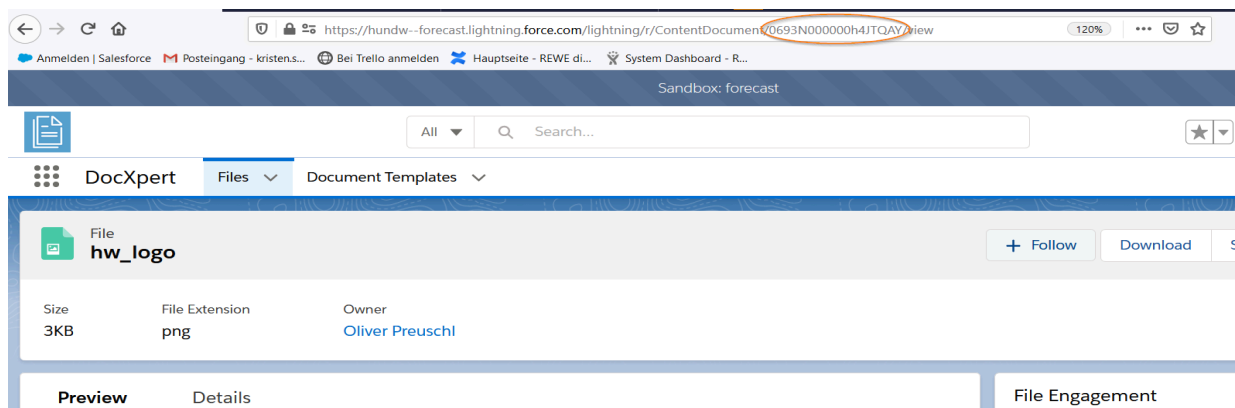 https://hundw--forecast.lightning.force.com/lightning/r/ContentDocument/0693N000000h4JTQAY/view
120%
Anmelden | Salesforce
Posteingang - kristen.s...
Bei Trello anmelden
Hauptseite - REWE di...
System Dashboard - R...
Sandbox: forecast
All
Search...
DocXpert
Files
Document Templates
File
hw_logo
+ Follow
Download
Size
File Extension
Owner
3KB
png
Oliver Preuschl
Preview
Details
File Engagement